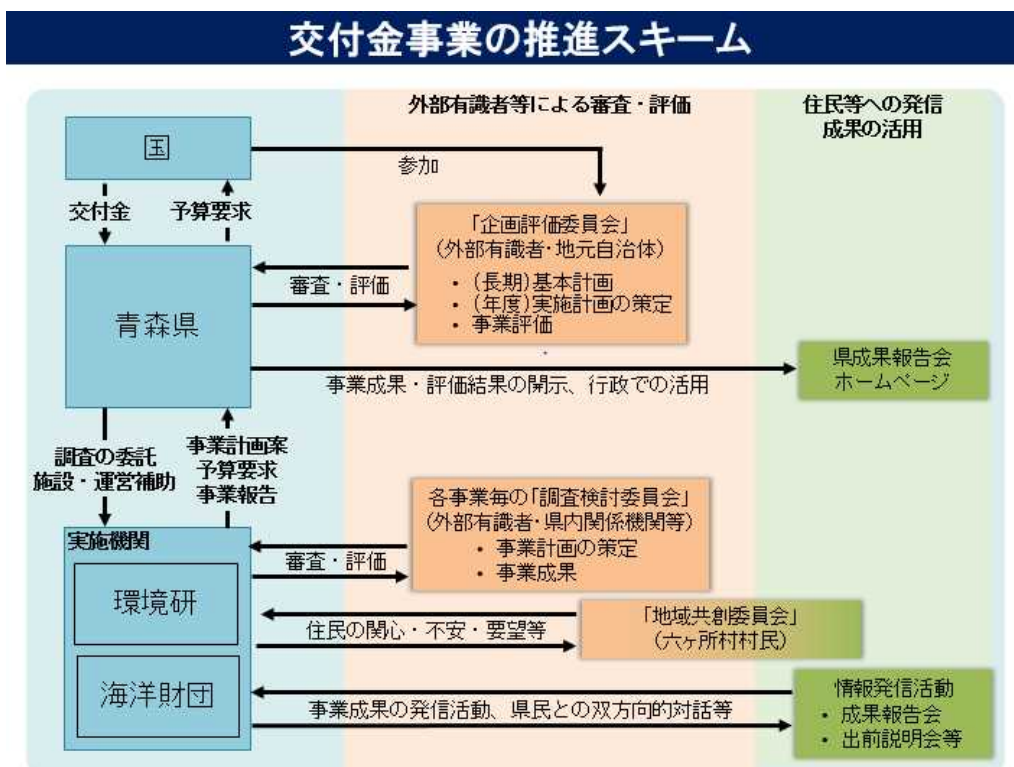 交付金事業の推進スキーム
外部有識者等による審査・評価
住民等への発信
成果の活用
国
参加
交付金
予算要求
「企画評価委員会」
(外部有識者・地元自治体)
・ (長期)基本計画
・ (年度)実施計画の策定
・ 事業評価
審査・評価
青森県
県成果報告会
ホームページ
事業成果・評価結果の開示、行政での活用
調査の委託
施設・運営補助
事業計画案
予算要求
事業報告
各事業毎の「調査検討委員会」
(外部有識者・県内関係機関等)
・ 事業計画の策定
・ 事業成果
実施機関
審査・評価
環境研
「地域共創委員会」
(六ヶ所村村民)
住民の関心・不安・要望等
海洋財団
情報発信活動
・ 成果報告会
・ 出前説明会等
事業成果の発信活動、県民との双方向的対話等